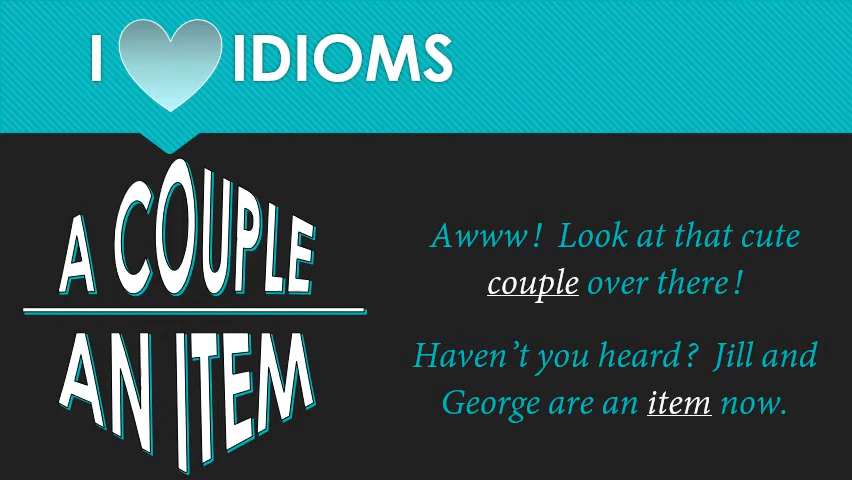 I IDIOMS
A COUPLE
AN ITEM
Awww! Look at that cute
couple over there!
Haven't you heard? Jill and
George are an item now.